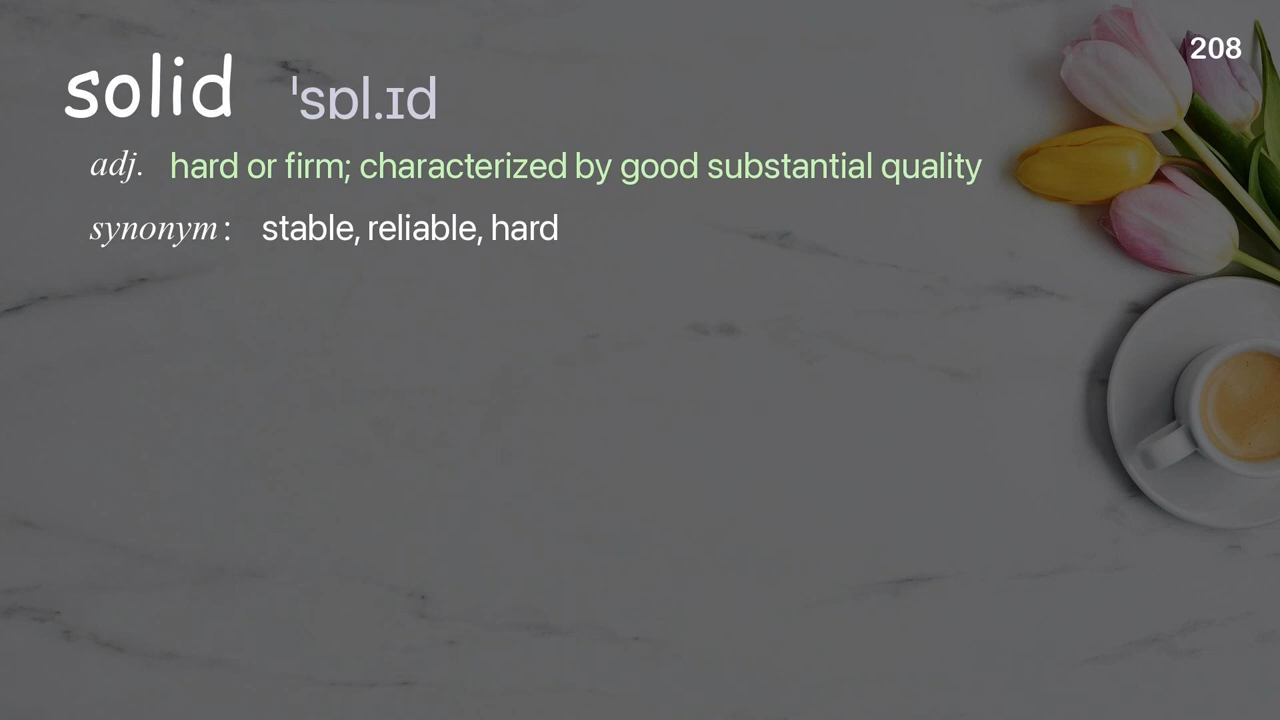 208
solid ˈsɒl.ɪd
adj. hard or firm; characterized by good substantial quality
synonym : stable, reliable, hard